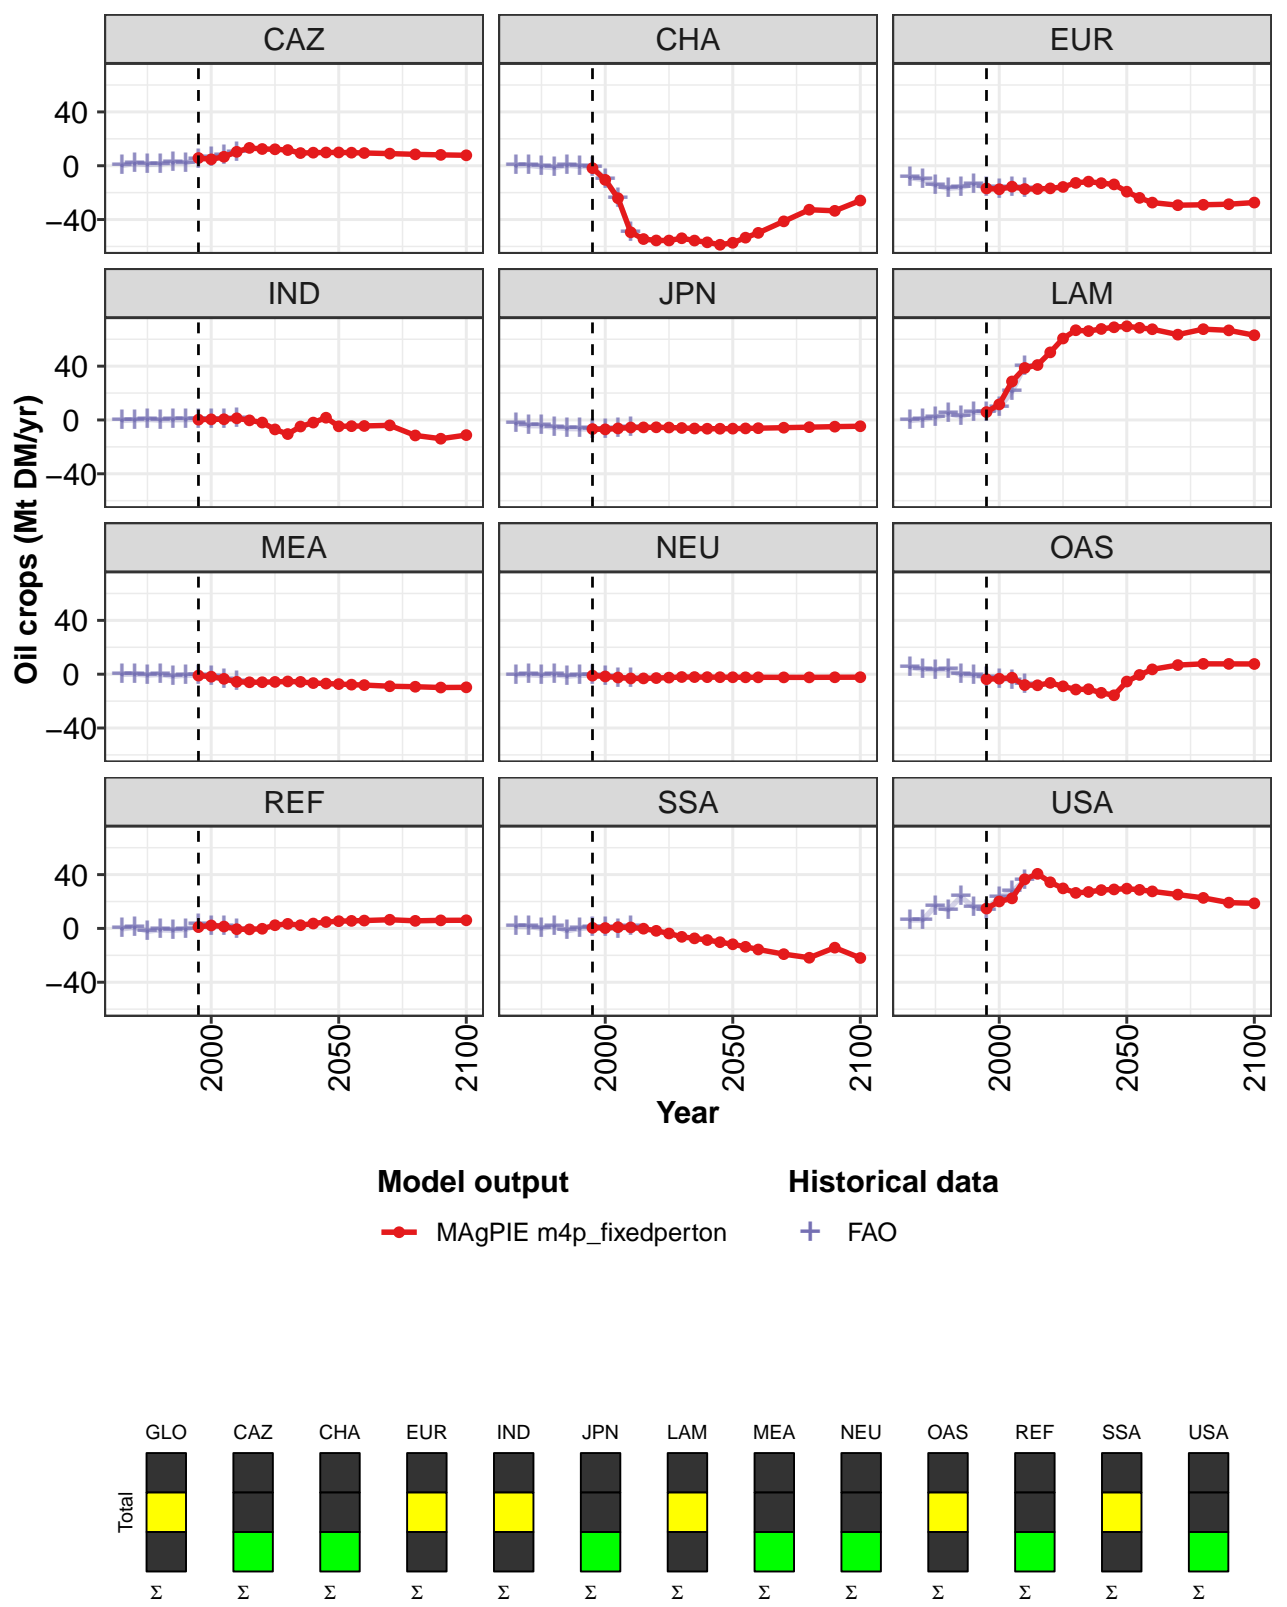 CAZ CHA EUR
40
0
−40
IND JPN LAM
40
0
−40
MEA NEU OAS
40
0
−40
REF SSA USA
40
0
−40
Oil crops (Mt DM/yr)
2000 2050 2100 2000 2050 2100 2000 2050 2100
Year
Model output Historical data
MAgPIE m4p_fixedperton FAO
GLO CAZ CHA EUR IND JPN LAM MEA NEU OAS REF SSA USA
Total
Σ Σ Σ Σ Σ Σ Σ Σ Σ Σ Σ Σ Σ